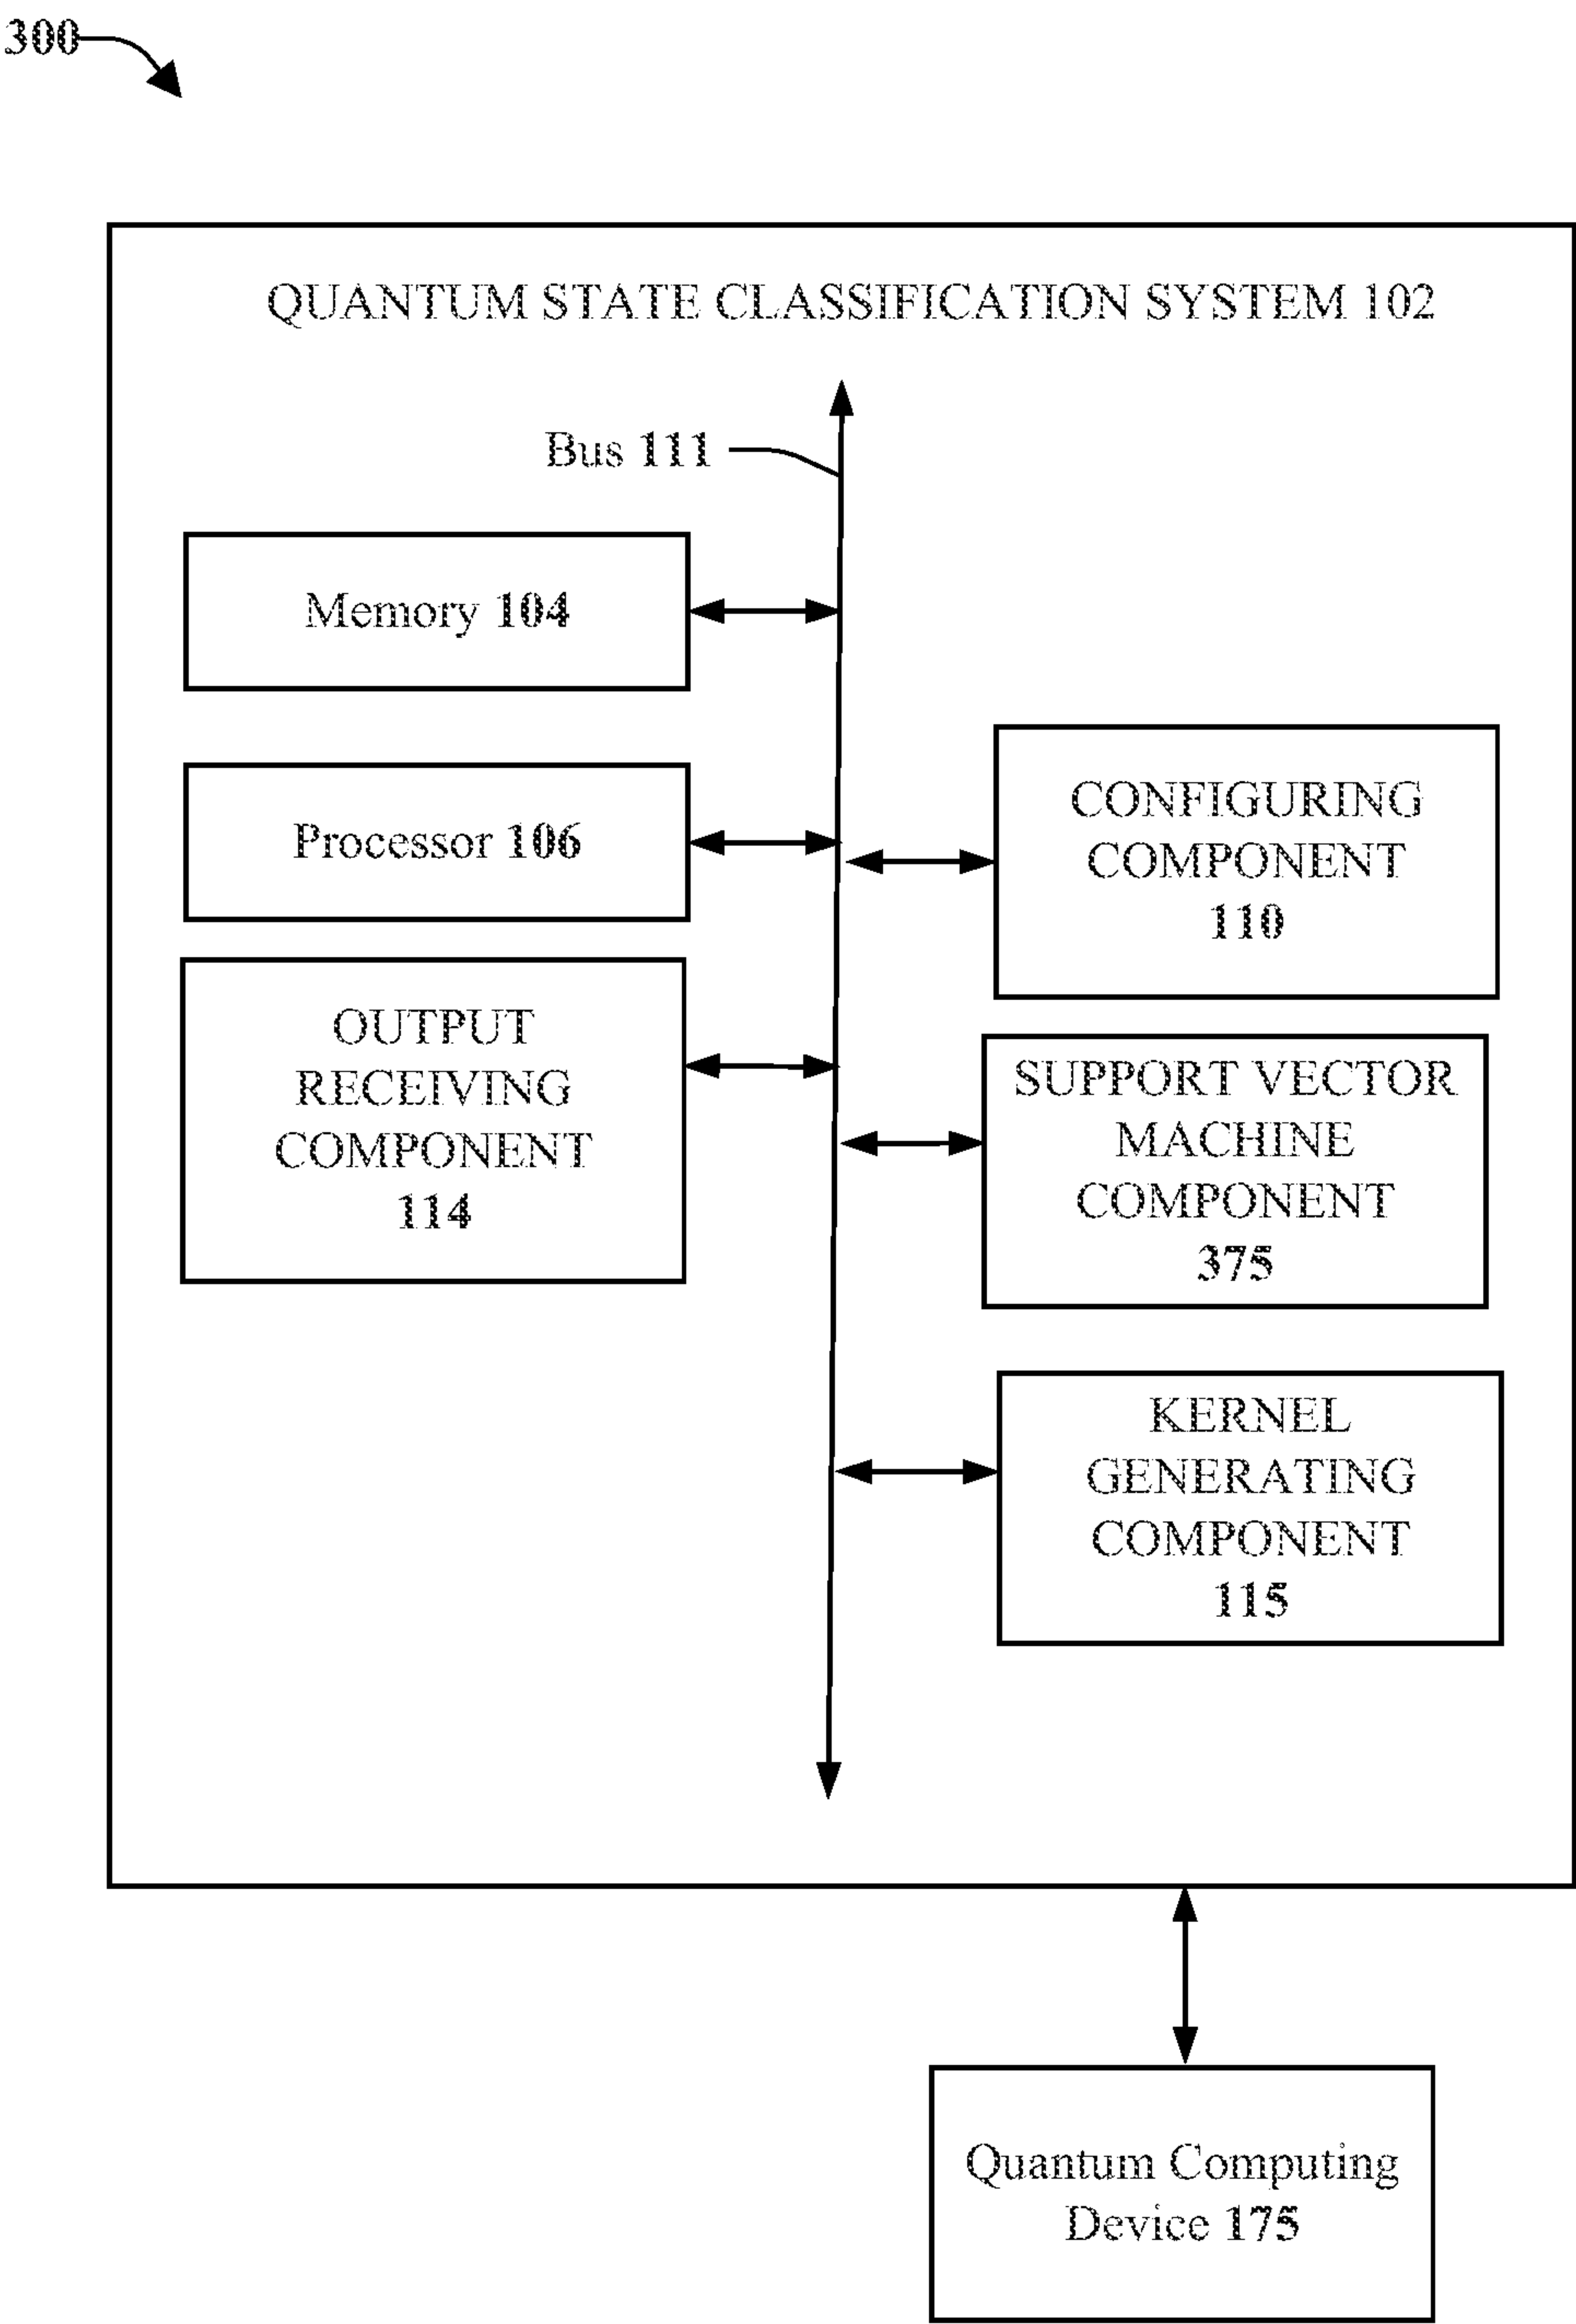 300
QUANTUM STATE CLASSIFICATION SYSTEM 102
Bus 111
Memory 104
Processor 106
OUTPUT
RECEIVING
COMPONENT
114
CONFIGURING
COMPONENT
110
SUPPORT VECTOR
MACHINE
COMPONENT
375
KERNEL
GENERATING
COMPONENT
115
Quantum Computing
Device 175